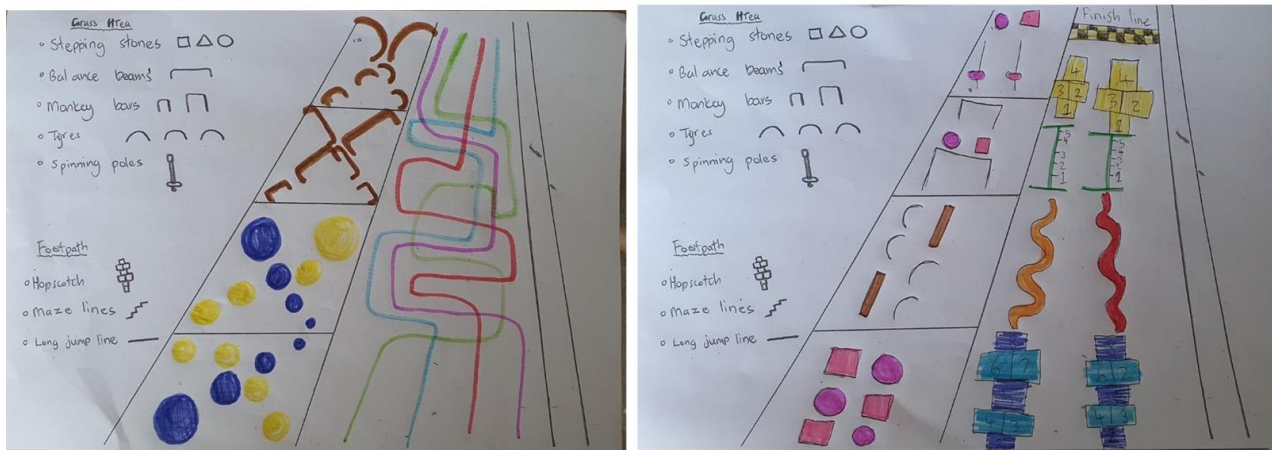 Grass Area
Stepping stones
Balance beams
Monkey bars
Tyres
Spinning poles
Footpath
Hopscotch
Maze lines
Long jump line
Grass Area
Stepping stones
Balance beams
Monkey bars
Tyres
Spinning poles
Footpath
Hopscotch
Maze lines
Long jump line
Finish line
4
4
3 2
3 2
1
1
5
4
3
2
1
5
4
3
2
1
6 7
6 7
4 3
4 3